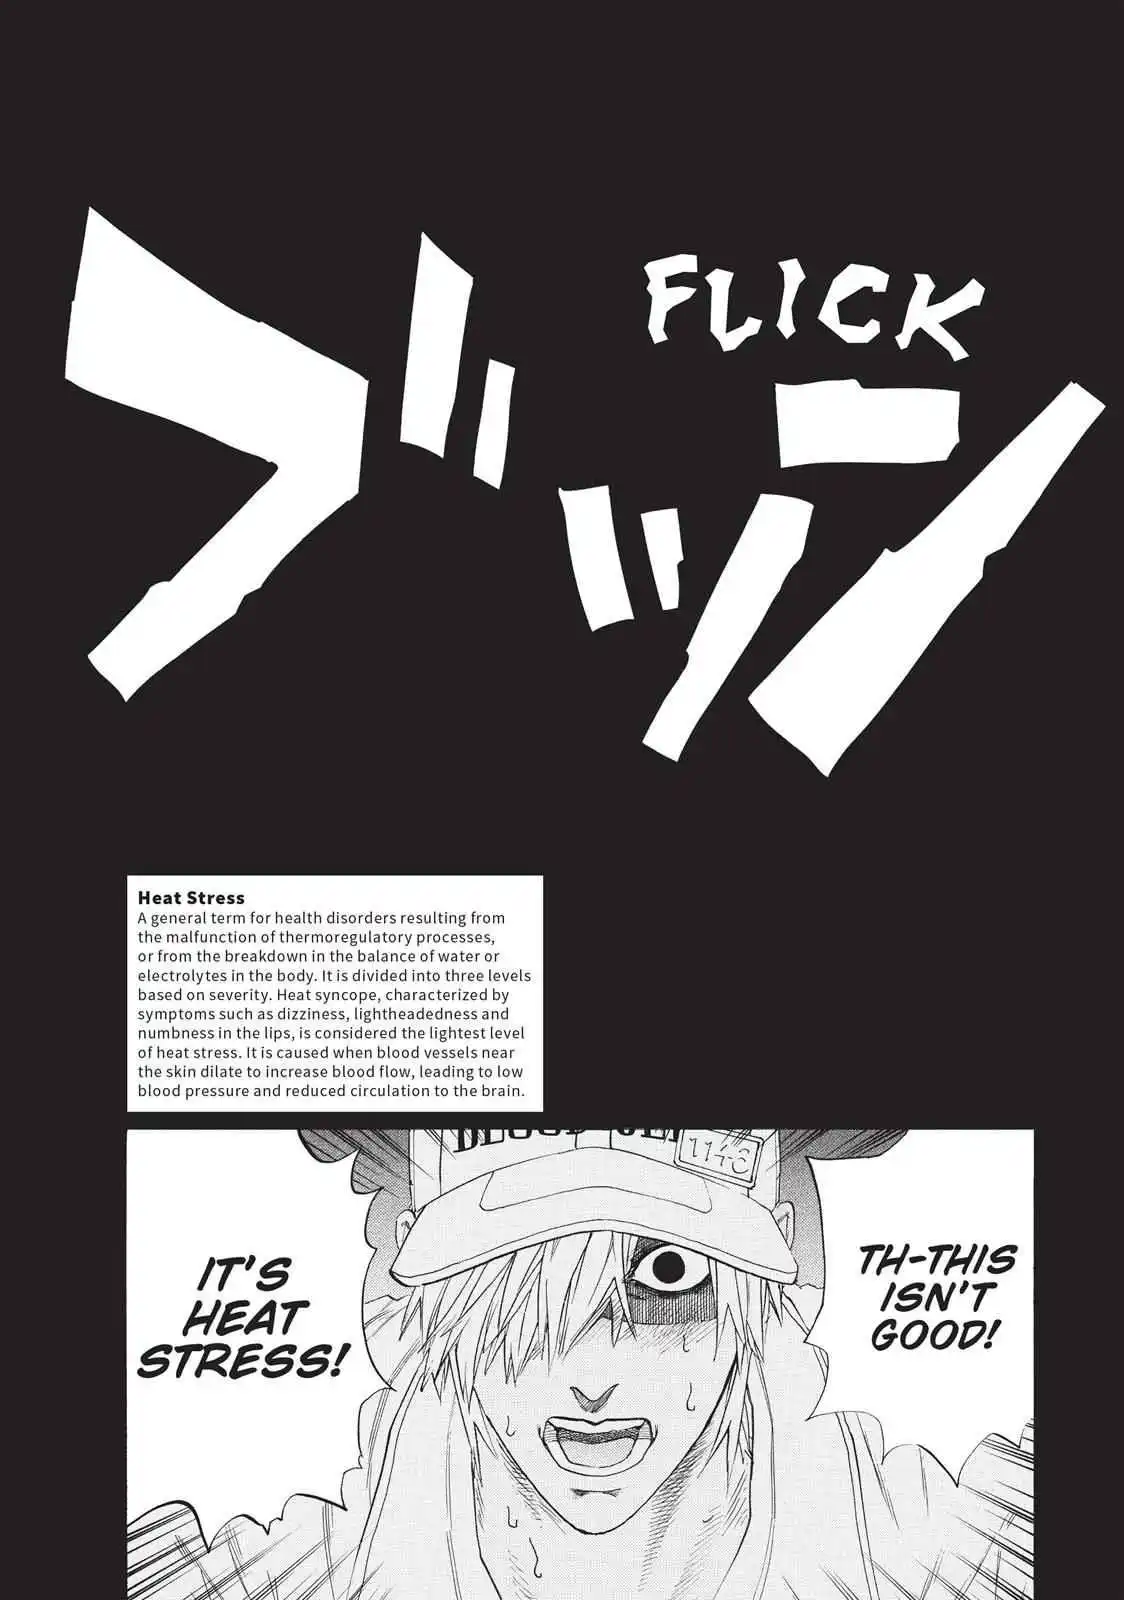 FLICK
ブッツ
Heat Stress
A general term for health disorders resulting from
the malfunction of thermoregulatory processes,
or from the breakdown in the balance of water or
electrolytes in the body. It is divided into three levels
based on severity. Heat syncope, characterized by
symptoms such as dizziness, lightheadedness and
numbness in the lips, is considered the lightest level
of heat stress. It is caused when blood vessels near
the skin dilate to increase blood flow, leading to low
blood pressure and reduced circulation to the brain.
BLOOD CELL
1146
TH-THIS
ISN'T
GOOD!
IT'S
HEAT
STRESS!